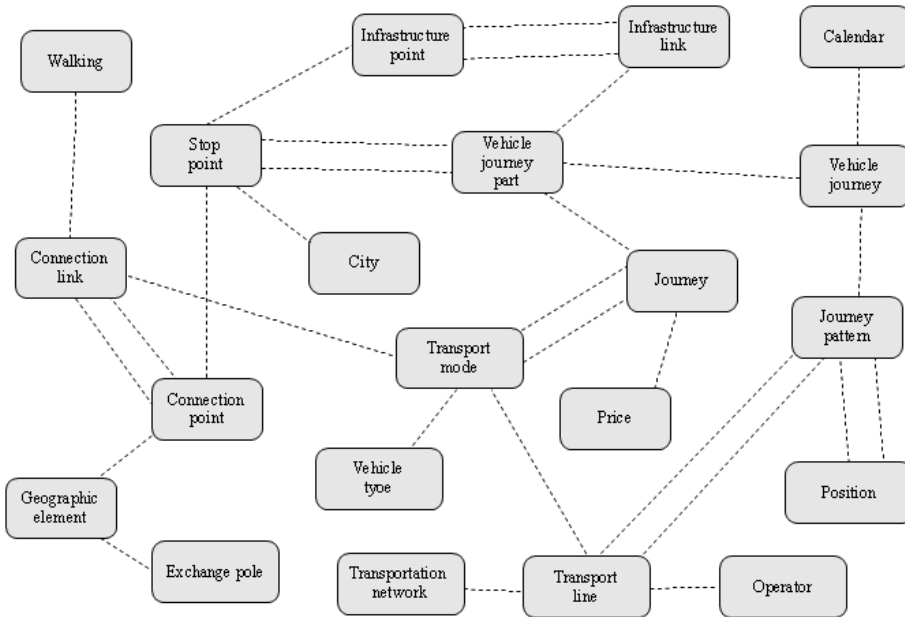 Infrastructure
point
Infrastructure
link
Calendar
Walking
Stop
point
Vehicle
journey
part
Vehicle
journey
Connection
link
City
Journey
Journey
pattern
Transport
mode
Connection
point
Price
Vehicle
tyoe
Geographic
element
Position
Exchange pole
Transportation
network
Transport
line
Operator